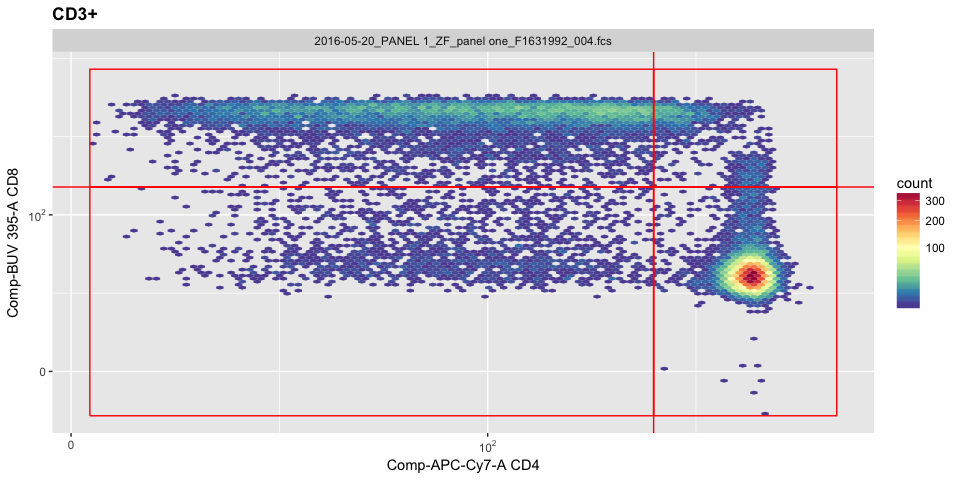 CD3+
2016-05-20_PANEL 1_ZF_panel one_F1631992_004.fcs
Comp-BUV 395-A CD8
10²
0
0
10²
Comp-APC-Cy7-A CD4
count
300
200
100